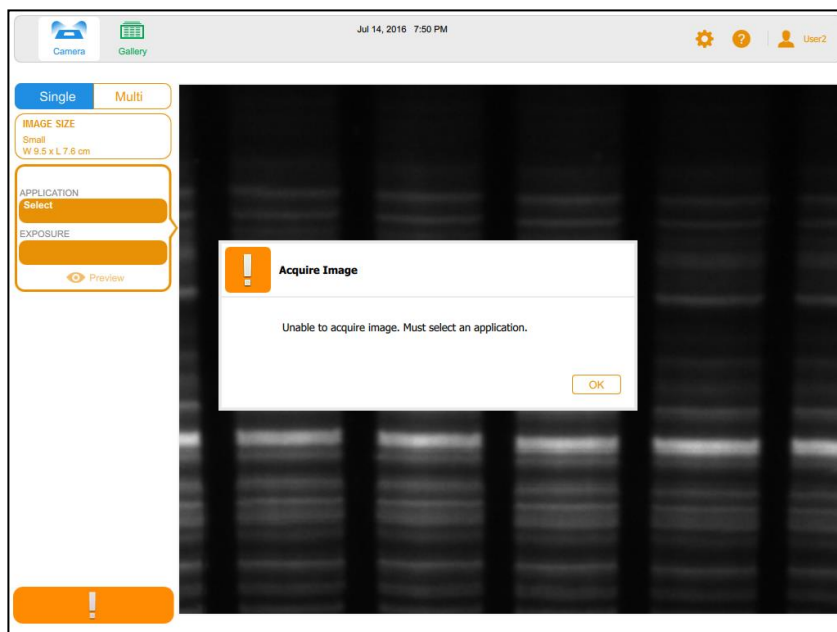 Jul 14, 2016 7:50 PM
Camera
Gallery
?
User2
Single
Multi
IMAGE SIZE
Small
W 9.5 x L 7.6 cm
APPLICATION
Select
EXPOSURE
Preview
!
Acquire Image
Unable to acquire image. Must select an application.
OK
!